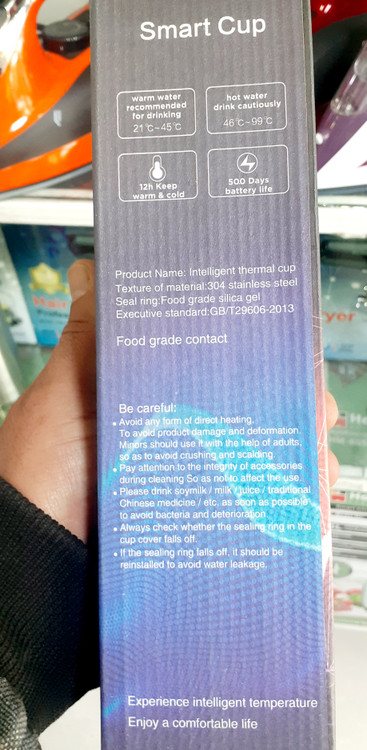 Smart Cup
warm water
recommended
for drinking
21℃~45℃
hot water
drink cautiously
46℃~99℃
12h Keep
warm & cold
500 Days
battery life
Product Name: Intelligent thermal cup
Texture of material:304 stainless steel
Seal ring:Food grade silica gel
Executive standard:GB/T29606-2013
Food grade contact
Be careful:
• Avoid any form of direct heating.
To avoid product damage and deformation.
Minors should use it with the help of adults,
so as to avoid crushing and scalding.
• Pay attention to the integrity of accessories
during cleaning So as not to affect the use.
• Please drink soymilk / milk / juice / traditional
Chinese medicine / etc. as soon as possible
to avoid bacteria and deterioration
• Always check whether the sealing ring in the
cup cover falls off.
• If the sealing ring falls off, it should be
reinstalled to avoid water leakage.
Experience intelligent temperature
Enjoy a comfortable life